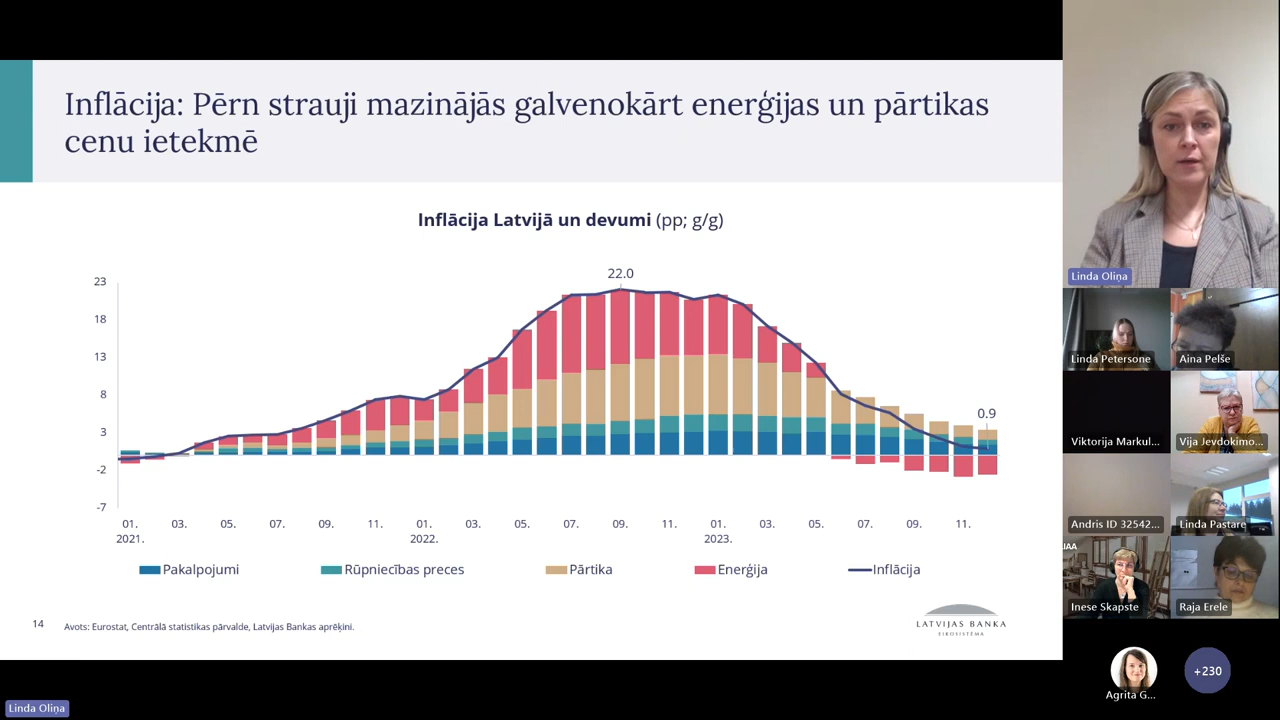 Inflācija: Pērn strauji mazinājās galvenokārt enerģijas un pārtikas
cenu ietekmē
Inflācija Latvijā un devumi (pp; g/g)
23
18
13
8
3
-2
-7
22.0
0.9
01. 03. 05. 07. 09. 11. 01. 03. 05. 07. 09. 11. 01. 03. 05. 07. 09. 11.
2021. 2022. 2023.
Pakalpojumi Rūpniecības preces Pārtika Enerģija Inflācija
14
Avots: Eurostat, Centrālā statistikas pārvalde, Latvijas Bankas aprēķini.
LATVIJAS BANKA
EIROSISTĒMA
Linda Oliņa
Linda Oliņa
Linda Petersone
Aina Pelše
Viktorija Markul...
Vija Jevdokimo...
Andris ID 32542...
Linda Pastare
JAA
Inese Skapste
Raja Erele
Agrita G...
+230